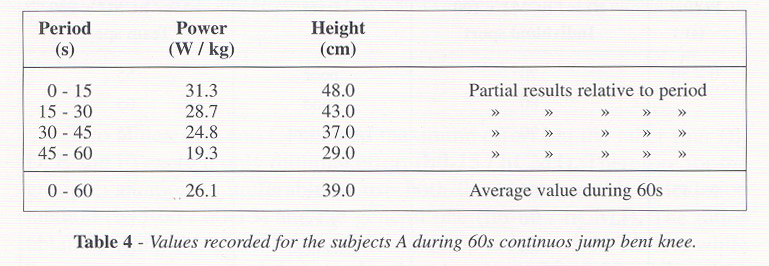 Period Power Height
(s) (W / kg) (cm)
0 - 15 31.3 48.0 Partial results relative to period
15 - 30 28.7 43.0 » » » » »
30 - 45 24.8 37.0 » » » » »
45 - 60 19.3 29.0 » » » » »
0 - 60 26.1 39.0 Average value during 60s
Table 4 - Values recorded for the subjects A during 60s continuos jump bent knee.